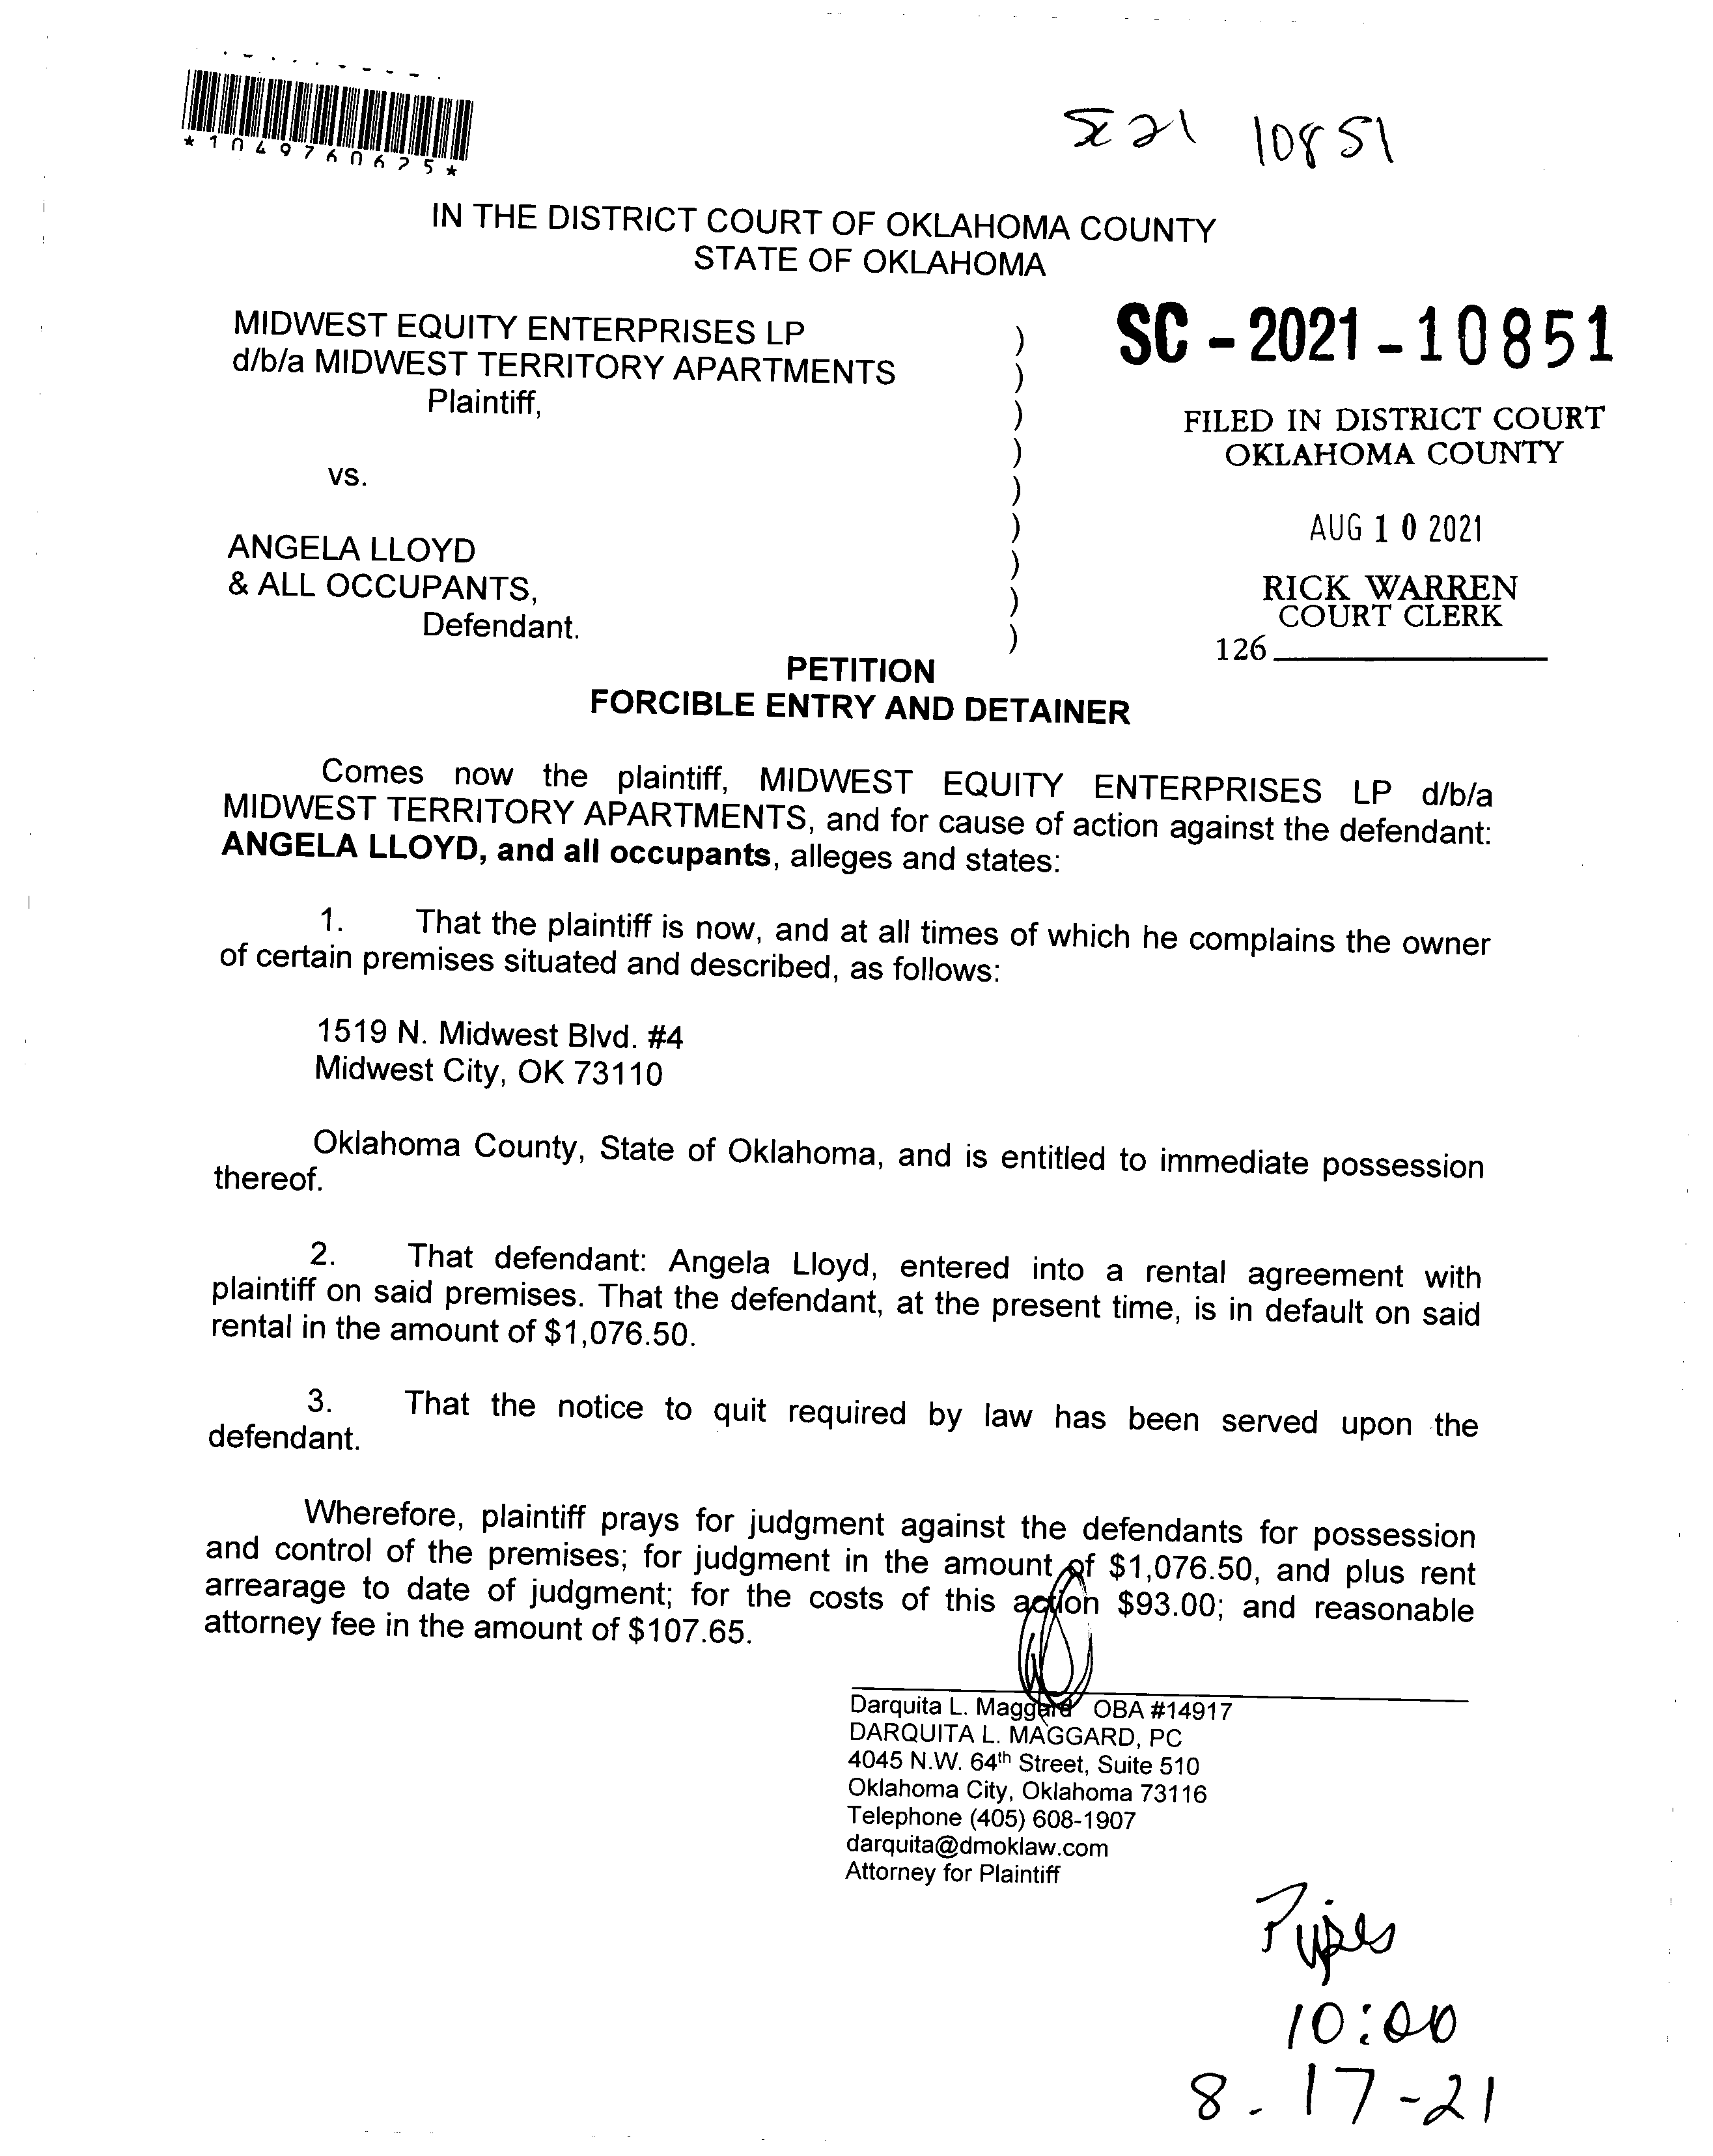 *1049760625*
10851
IN THE DISTRICT COURT OF OKLAHOMA COUNTY
STATE OF OKLAHOMA
MIDWEST EQUITY ENTERPRISES LP )
d/b/a MIDWEST TERRITORY APARTMENTS )
Plaintiff, )
)
vs. )
)
ANGELA LLOYD )
& ALL OCCUPANTS, )
Defendant. )
SC - 2021 - 10851
FILED IN DISTRICT COURT
OKLAHOMA COUNTY
AUG 10 2021
RICK WARREN
COURT CLERK
126
PETITION
FORCIBLE ENTRY AND DETAINER
Comes now the plaintiff, MIDWEST EQUITY ENTERPRISES LP d/b/a
MIDWEST TERRITORY APARTMENTS, and for cause of action against the defendant:
ANGELA LLOYD, and all occupants, alleges and states:
1. That the plaintiff is now, and at all times of which he complains the owner
of certain premises situated and described, as follows:
1519 N. Midwest Blvd. #4
Midwest City, OK 73110
Oklahoma County, State of Oklahoma, and is entitled to immediate possession
thereof.
2. That defendant: Angela Lloyd, entered into a rental agreement with
plaintiff on said premises. That the defendant, at the present time, is in default on said
rental in the amount of $1,076.50.
3. That the notice to quit required by law has been served upon the
defendant.
Wherefore, plaintiff prays for judgment against the defendants for possession
and control of the premises; for judgment in the amount of $1,076.50, and plus rent
arrearage to date of judgment; for the costs of this action $93.00; and reasonable
attorney fee in the amount of $107.65.
Darquita L. Maggard OBA #14917
DARQUITA L. MAGGARD, PC
4045 N.W. 64th Street, Suite 510
Oklahoma City, Oklahoma 73116
Telephone (405) 608-1907
darquita@dmoklaw.com
Attorney for Plaintiff
Pipes
10:00
8-17-21